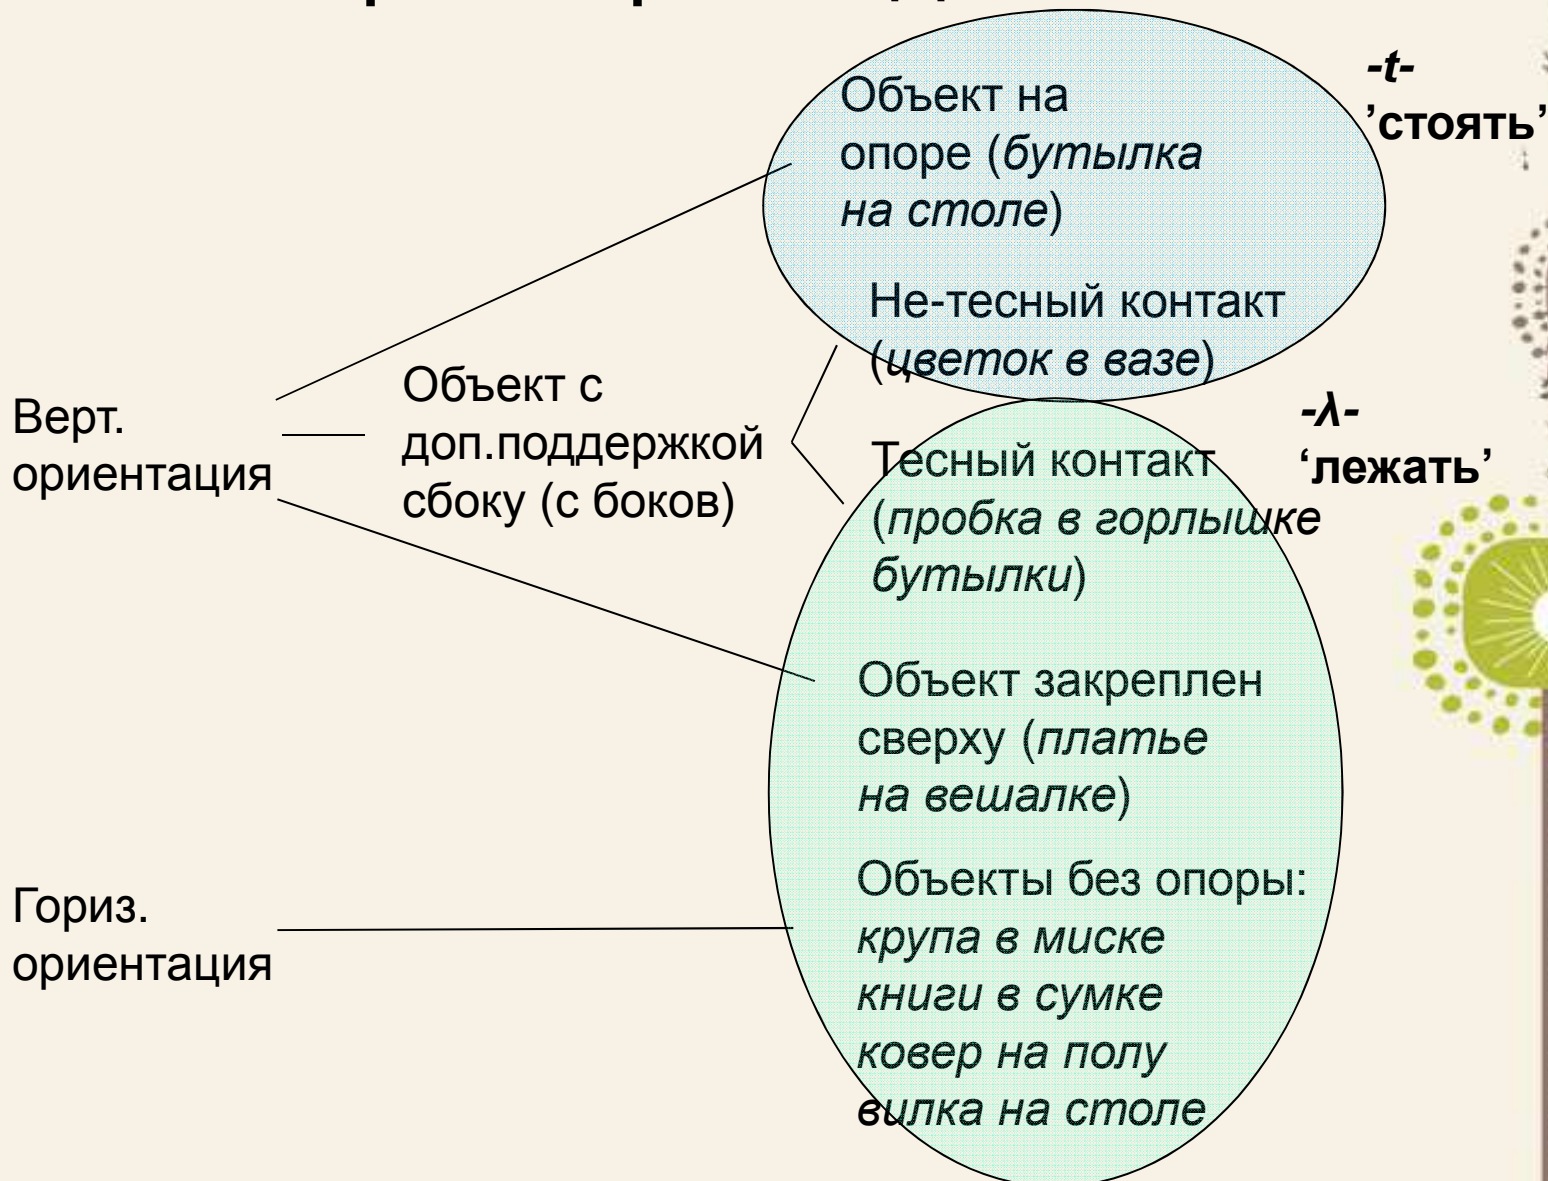 Объект на
опоре (бутылка
на столе)
-t-
’стоять’
Не-тесный контакт
(цветок в вазе)
Верт.
ориентация
Объект с
доп.поддержкой
сбоку (с боков)
-λ-
‘лежать’
Тесный контакт
(пробка в горлышке
бутылки)
Объект закреплен
сверху (платье
на вешалке)
Гориз.
ориентация
Объекты без опоры:
крупа в миске
книги в сумке
ковер на полу
вилка на столе